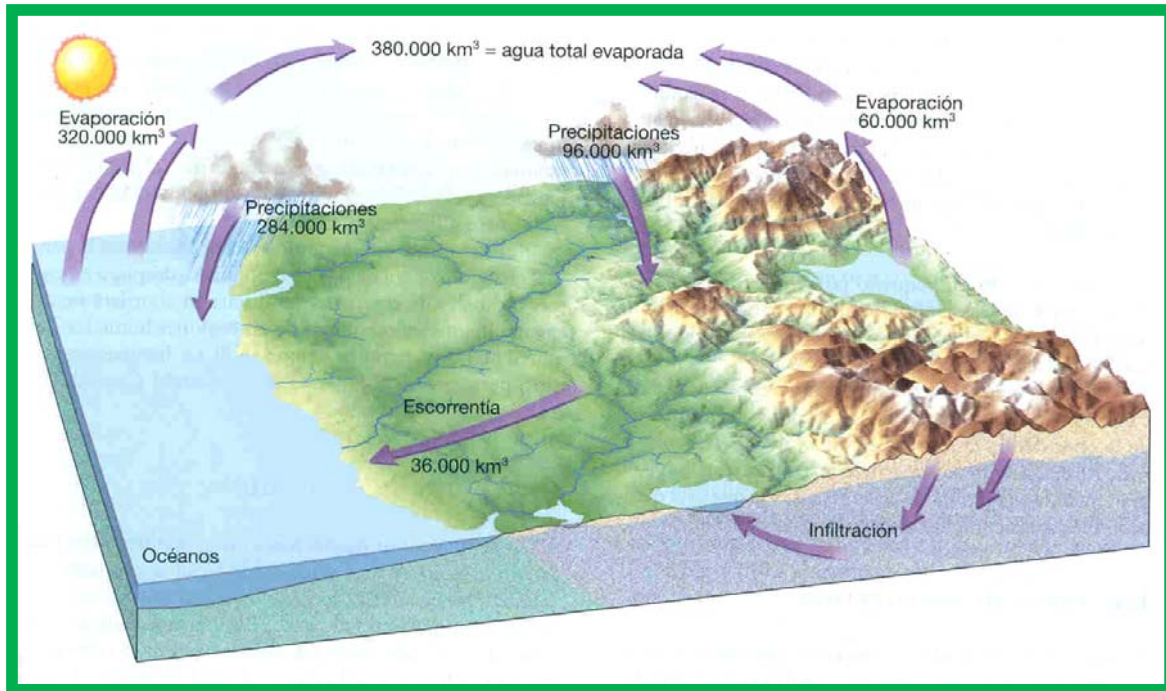 380.000 km³ = agua total evaporada
Evaporación
320.000 km³
Evaporación
60.000 km³
Precipitaciones
96.000 km³
Precipitaciones
284.000 km³
Escorrentía
36.000 km³
Infiltración
Océanos